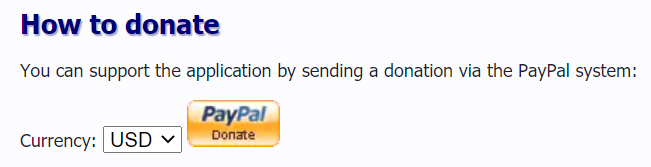 How to donate
You can support the application by sending a donation via the PayPal system:
Currency: USD PayPal
Donate